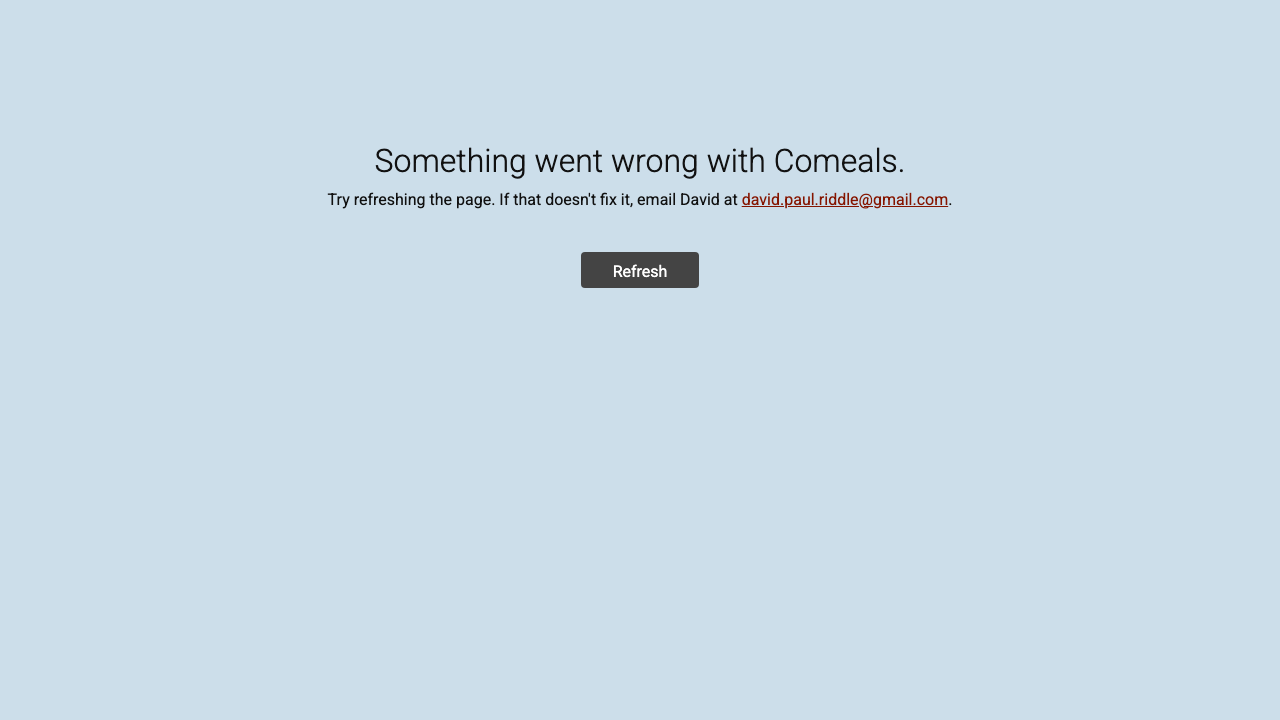 Something went wrong with Comeals.
Try refreshing the page. If that doesn't fix it, email David at david.paul.riddle@gmail.com.
Refresh